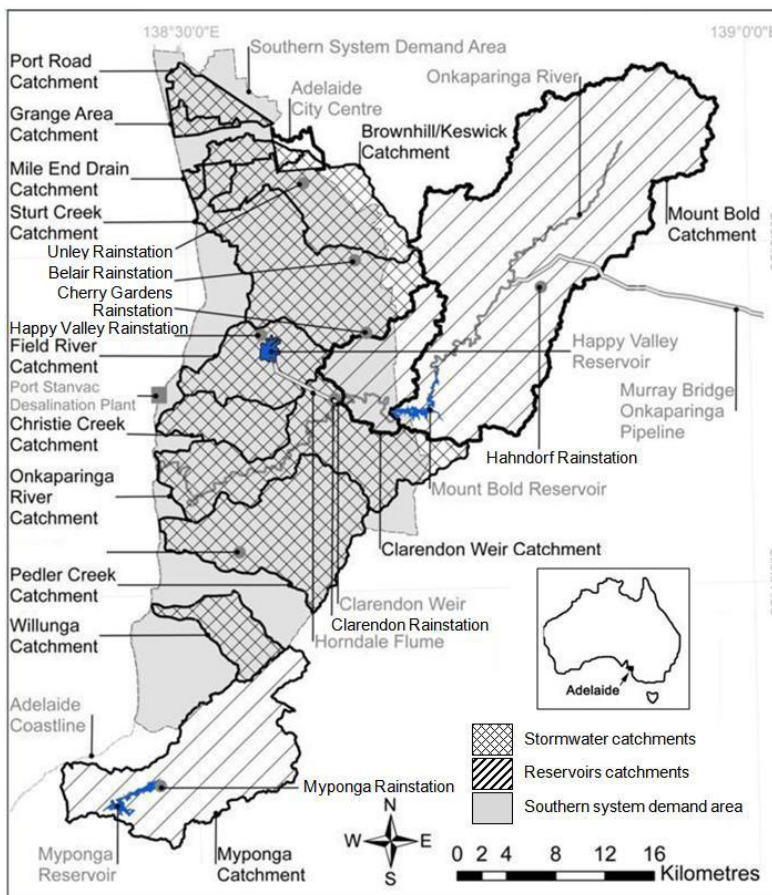 138°30'0"E
139°0'0"E
Port Road
Catchment
Southern System Demand Area
Grange Area
Catchment
Adelaide
City Centre
Onkaparinga River
Brownhill/Keswick
Catchment
Mile End Drain
Catchment
Sturt Creek
Catchment
Mount Bold
Catchment
Unley Rainstation
Belair Rainstation
Cherry Gardens
Rainstation
Happy Valley Rainstation
Field River
Catchment
Happy Valley
Reservoir
Port Stanvac
Desalination Plant
Murray Bridge
Onkaparinga
Pipeline
Christie Creek
Catchment
Hahndorf Rainstation
Onkaparinga
River
Catchment
Mount Bold Reservoir
Clarendon Weir Catchment
Pedler Creek
Catchment
Clarendon Weir
Clarendon Rainstation
Horndale Flume
Willunga
Catchment
Adelaide
Adelaide
Coastline
Stormwater catchments
Reservoirs catchments
Southern system demand area
Myponga Rainstation
Myponga
Reservoir
Myponga
Catchment
N
W
E
S
0 2 4 8 12 16
Kilometres